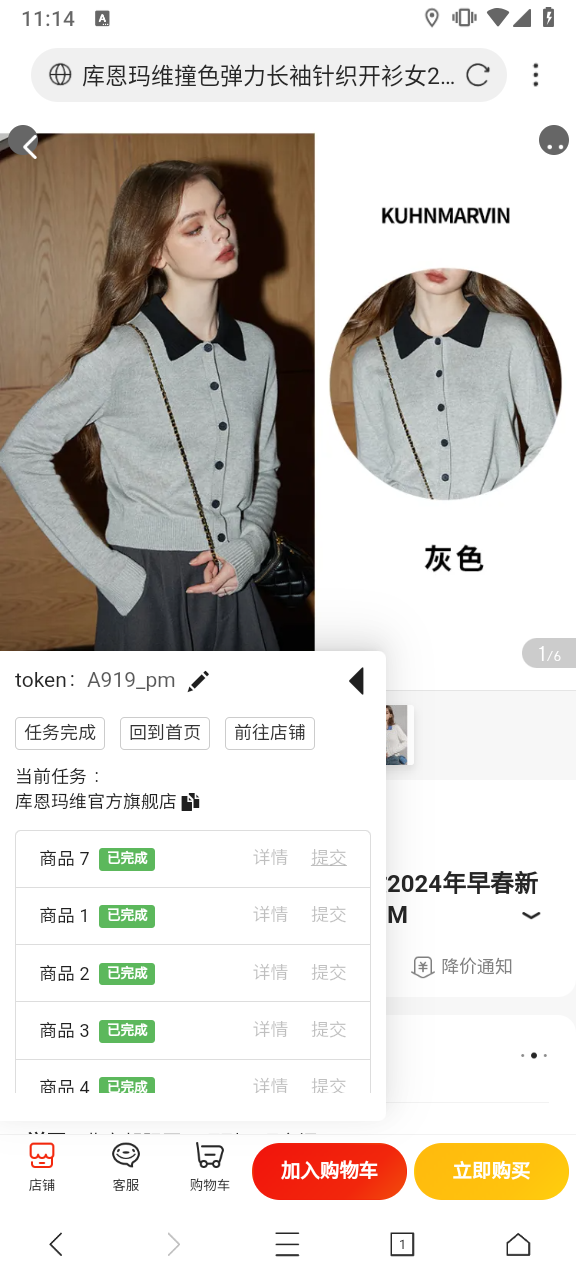 11:14
A
库恩玛维撞色弹力长袖针织开衫女2...
KUHNMARVIN
灰色
1/6
token: A919_pm
任务完成 回到首页 前往店铺
当前任务：
库恩玛维官方旗舰店
商品 7 已完成 详情 提交
商品 1 已完成 详情 提交
商品 2 已完成 详情 提交
商品 3 已完成 详情 提交
商品 4 已完成 详情 提交
2024年早春新
M
降价通知
店铺 客服 购物车 加入购物车 立即购买
1